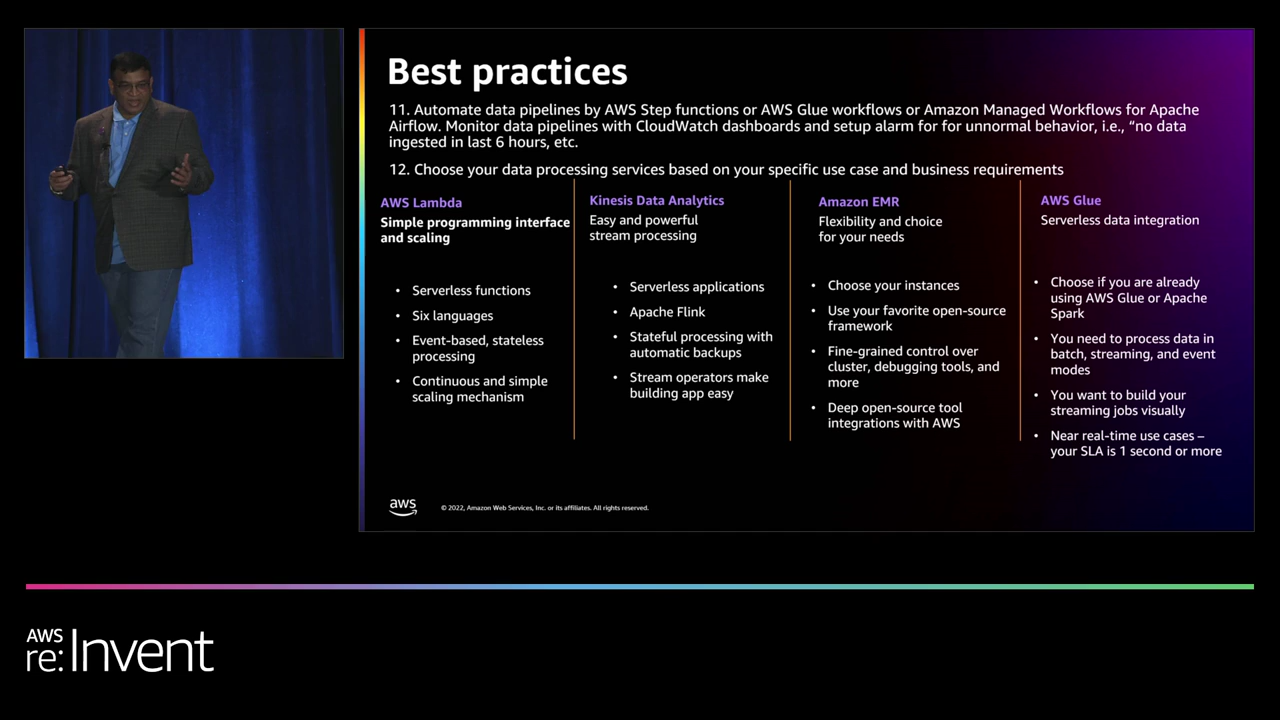 Best practices
11. Automate data pipelines by AWS Step functions or AWS Glue workflows or Amazon Managed Workflows for Apache
Airflow. Monitor data pipelines with CloudWatch dashboards and setup alarm for for unnormal behavior, i.e., “no data
ingested in last 6 hours, etc.
12. Choose your data processing services based on your specific use case and business requirements
AWS Lambda
Simple programming interface
and scaling
• Serverless functions
• Six languages
• Event-based, stateless
processing
• Continuous and simple
scaling mechanism
Kinesis Data Analytics
Easy and powerful
stream processing
• Serverless applications
• Apache Flink
• Stateful processing with
automatic backups
• Stream operators make
building app easy
Amazon EMR
Flexibility and choice
for your needs
• Choose your instances
• Use your favorite open-source
framework
• Fine-grained control over
cluster, debugging tools, and
more
• Deep open-source tool
integrations with AWS
AWS Glue
Serverless data integration
• Choose if you are already
using AWS Glue or Apache
Spark
• You need to process data in
batch, streaming, and event
modes
• You want to build your
streaming jobs visually
• Near real-time use cases –
your SLA is 1 second or more
aws
© 2022, Amazon Web Services, Inc. or its affiliates. All rights reserved.
AWS
re:Invent